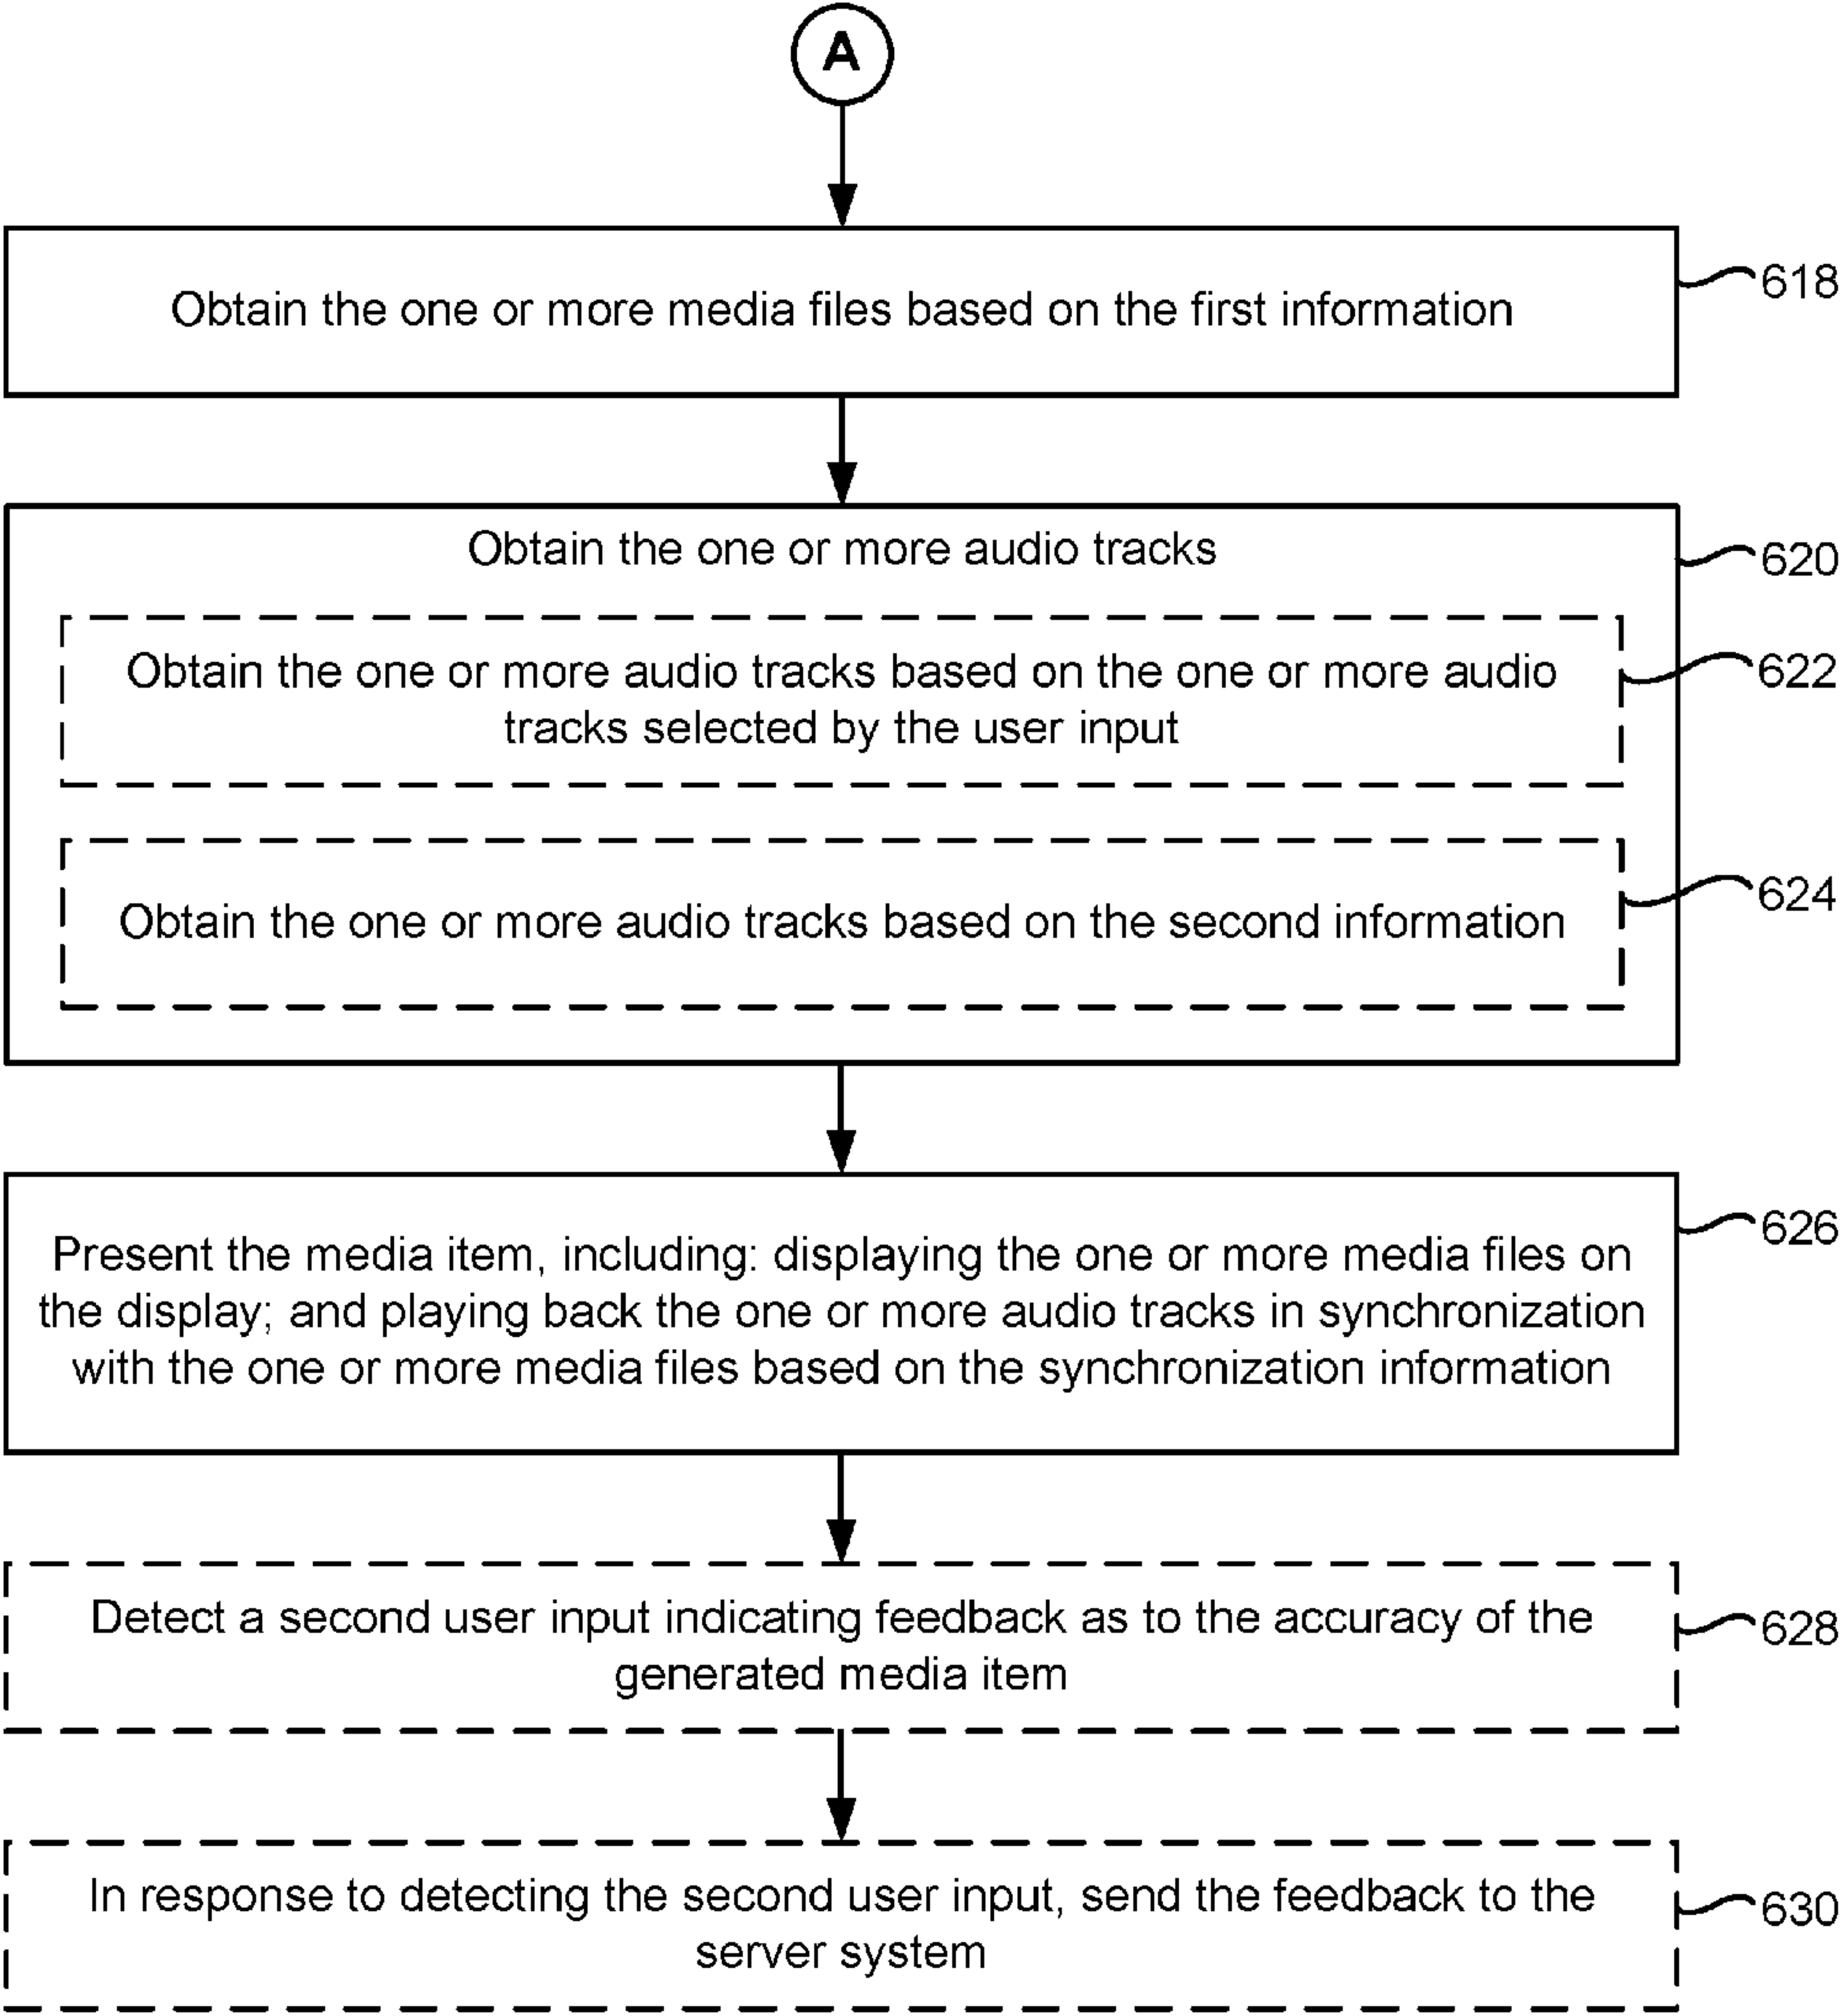 A
Obtain the one or more media files based on the first information
618
Obtain the one or more audio tracks
620
Obtain the one or more audio tracks based on the one or more audio
tracks selected by the user input
622
Obtain the one or more audio tracks based on the second information
624
Present the media item, including: displaying the one or more media files on
the display; and playing back the one or more audio tracks in synchronization
with the one or more media files based on the synchronization information
626
Detect a second user input indicating feedback as to the accuracy of the
generated media item
628
In response to detecting the second user input, send the feedback to the
server system
630